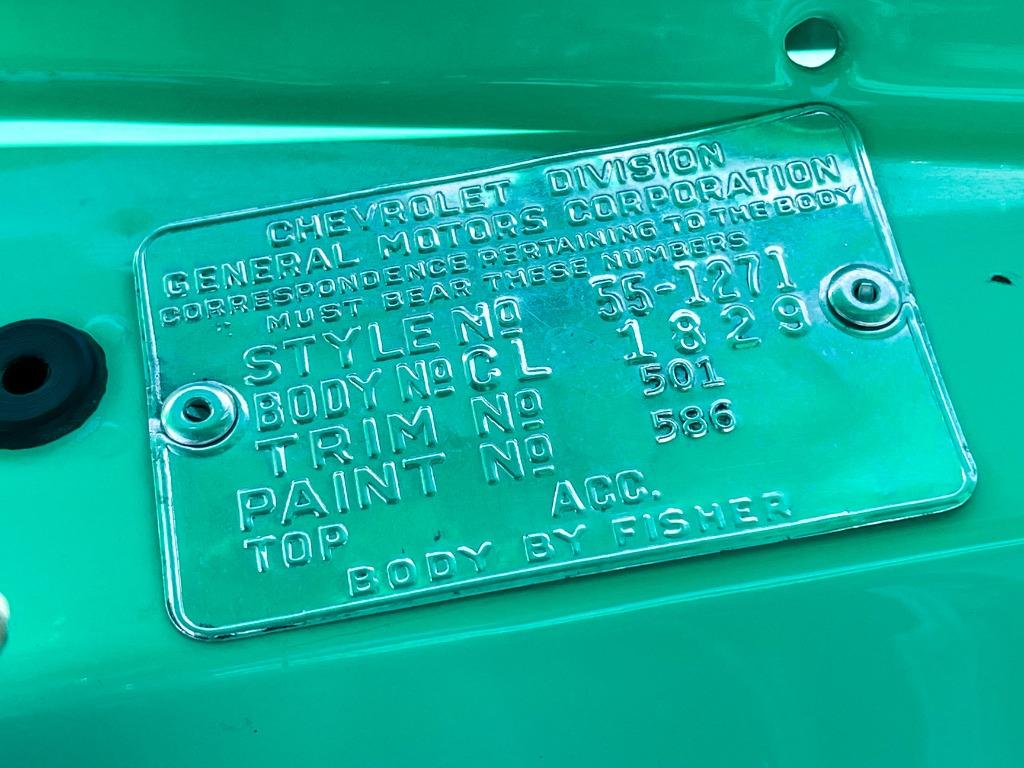 CHEVROLET DIVISION
GENERAL MOTORS CORPORATION
CORRESPONDENCE PERTAINING TO THE BODY
MUST BEAR THESE NUMBERS
STYLE Nº 55-1271
BODY Nº CL 1829
TRIM Nº 501
PAINT Nº 586
TOP ACC.
BODY BY FISHER